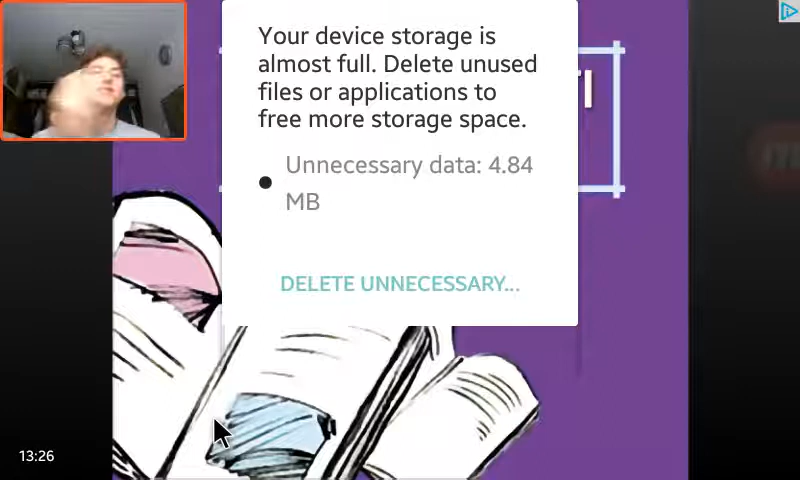 Your device storage is
almost full. Delete unused
files or applications to
free more storage space.
Unnecessary data: 4.84
MB
DELETE UNNECESSARY...
13:26